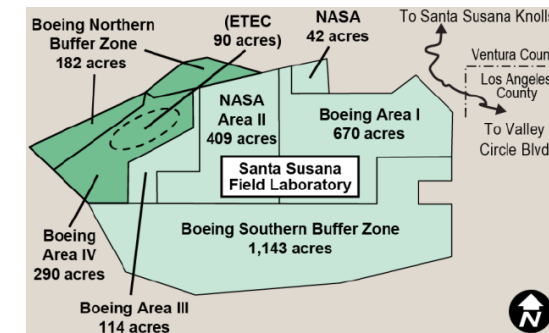 Boeing Northern
Buffer Zone
182 acres
(ETEC
90 acres)
NASA
42 acres
To Santa Susana Knolls
Ventura Coun
Los Angeles
County
To Valley
Circle Blvd
NASA
Area II
409 acres
Boeing Area I
670 acres
Santa Susana
Field Laboratory
Boeing Southern Buffer Zone
1,143 acres
Boeing
Area IV
290 acres
Boeing Area III
114 acres
N